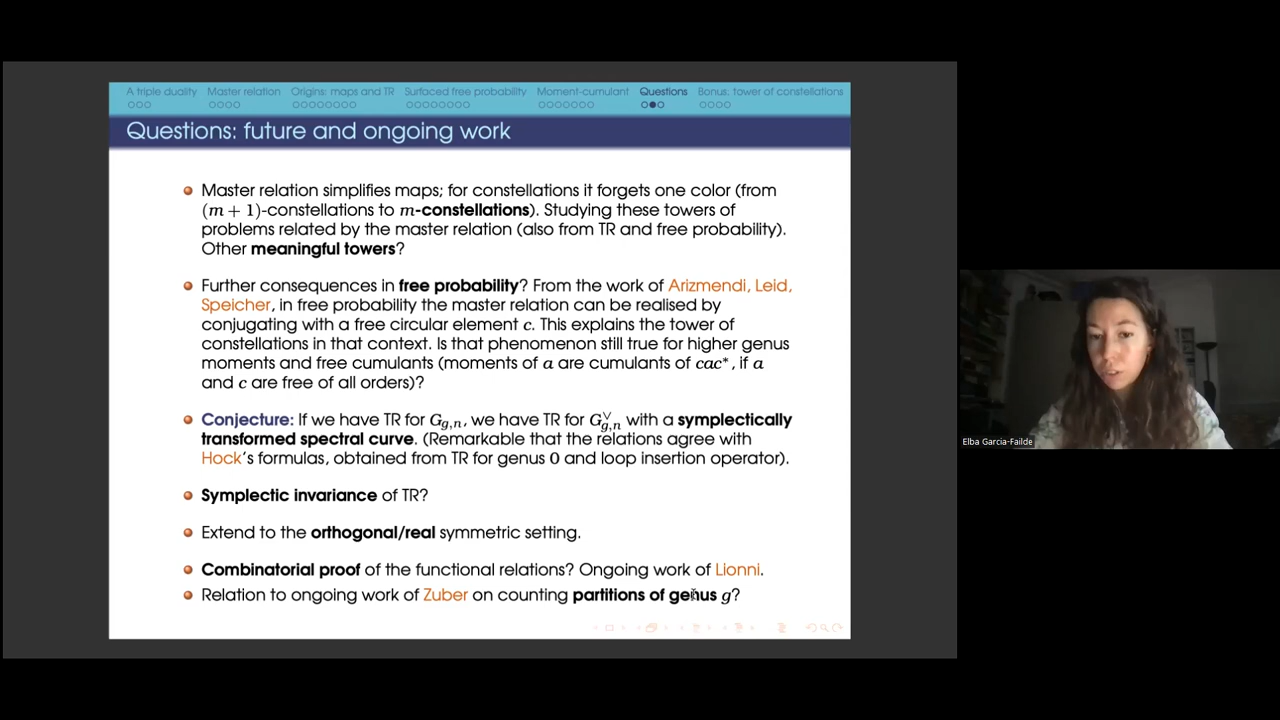 A triple duality Master relation Origins: maps and TR Surfaced free probability Moment-cumulant Questions Bonus: tower of constellations
Questions: future and ongoing work
Master relation simplifies maps; for constellations it forgets one color (from
(m + 1)-constellations to m-constellations). Studying these towers of
problems related by the master relation (also from TR and free probability).
Other meaningful towers?
Further consequences in free probability? From the work of Arizmendi, Leid,
Speicher, in free probability the master relation can be realised by
conjugating with a free circular element c. This explains the tower of
constellations in that context. Is that phenomenon still true for higher genus
moments and free cumulants (moments of a are cumulants of cac*, if a
and c are free of all orders)?
Conjecture: If we have TR for G_{g,n}, we have TR for G^∨_{g,n} with a symplectically
transformed spectral curve. (Remarkable that the relations agree with
Hock's formulas, obtained from TR for genus 0 and loop insertion operator).
Symplectic invariance of TR?
Extend to the orthogonal/real symmetric setting.
Combinatorial proof of the functional relations? Ongoing work of Lionni.
Relation to ongoing work of Zuber on counting partitions of genus g?
Elba Garcia-Failde